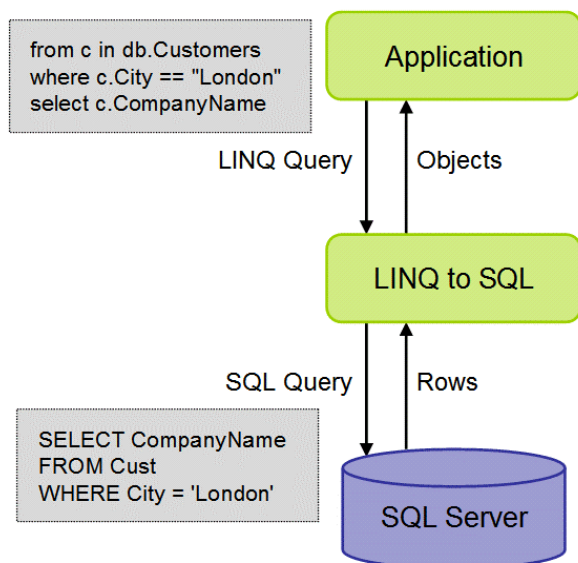 from c in db.Customers
where c.City == "London"
select c.CompanyName
Application
LINQ Query
Objects
LINQ to SQL
SQL Query
Rows
SELECT CompanyName
FROM Cust
WHERE City = 'London'
SQL Server